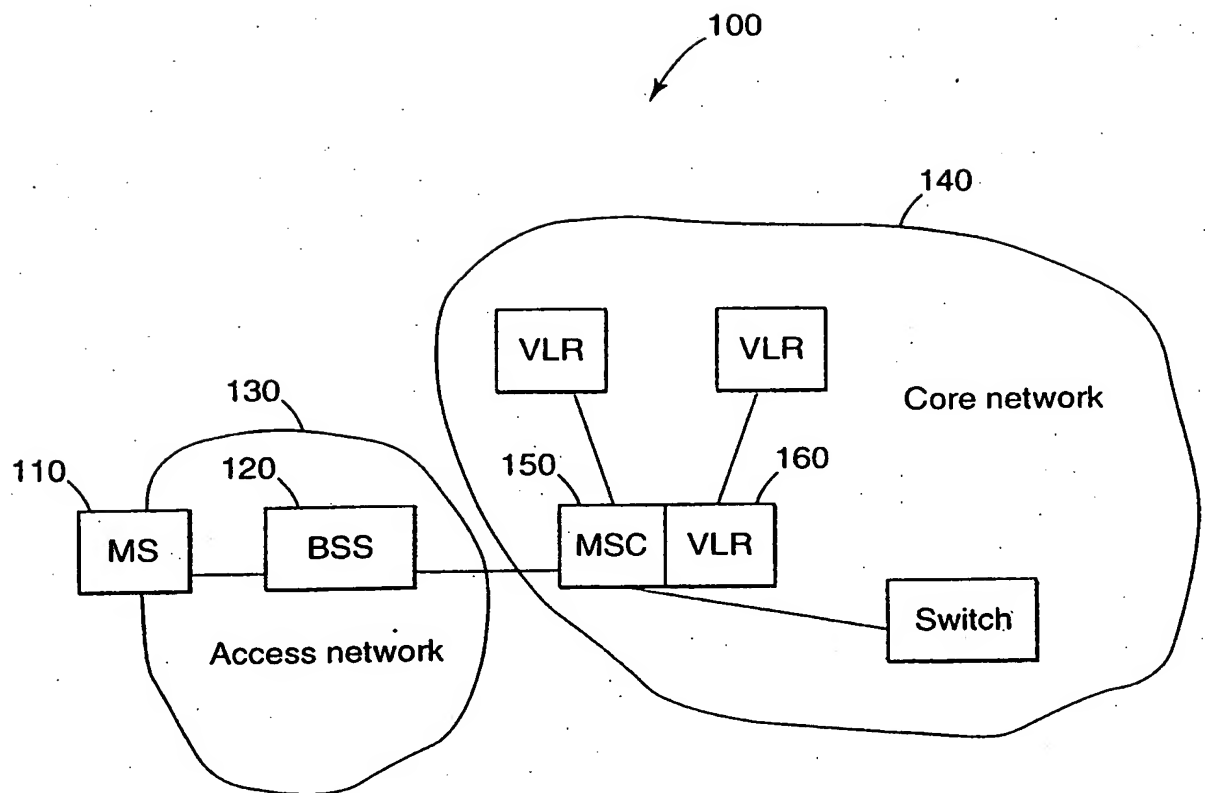 100
140
VLR
VLR
Core network
130
110
120
150
160
MS
BSS
MSC
VLR
Switch
Access network